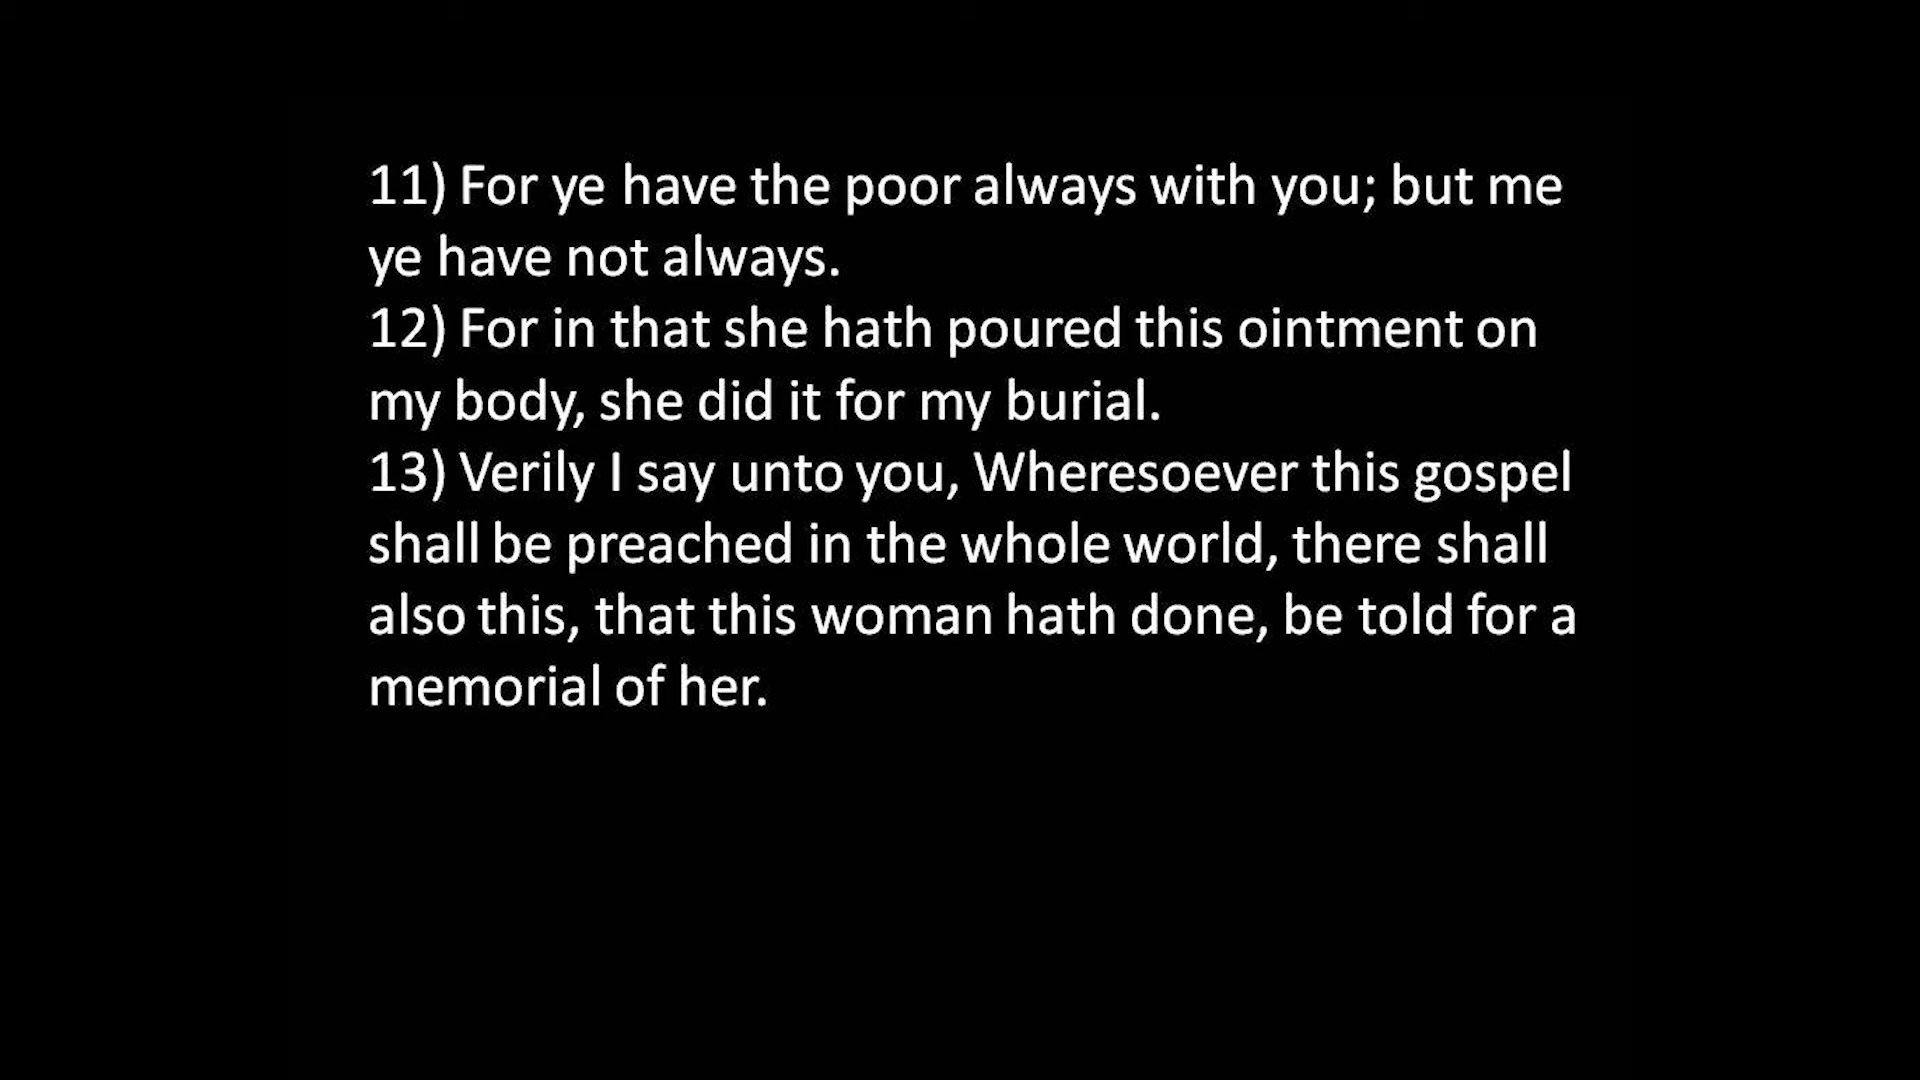 11) For ye have the poor always with you; but me
ye have not always.
12) For in that she hath poured this ointment on
my body, she did it for my burial.
13) Verily I say unto you, Wheresoever this gospel
shall be preached in the whole world, there shall
also this, that this woman hath done, be told for a
memorial of her.